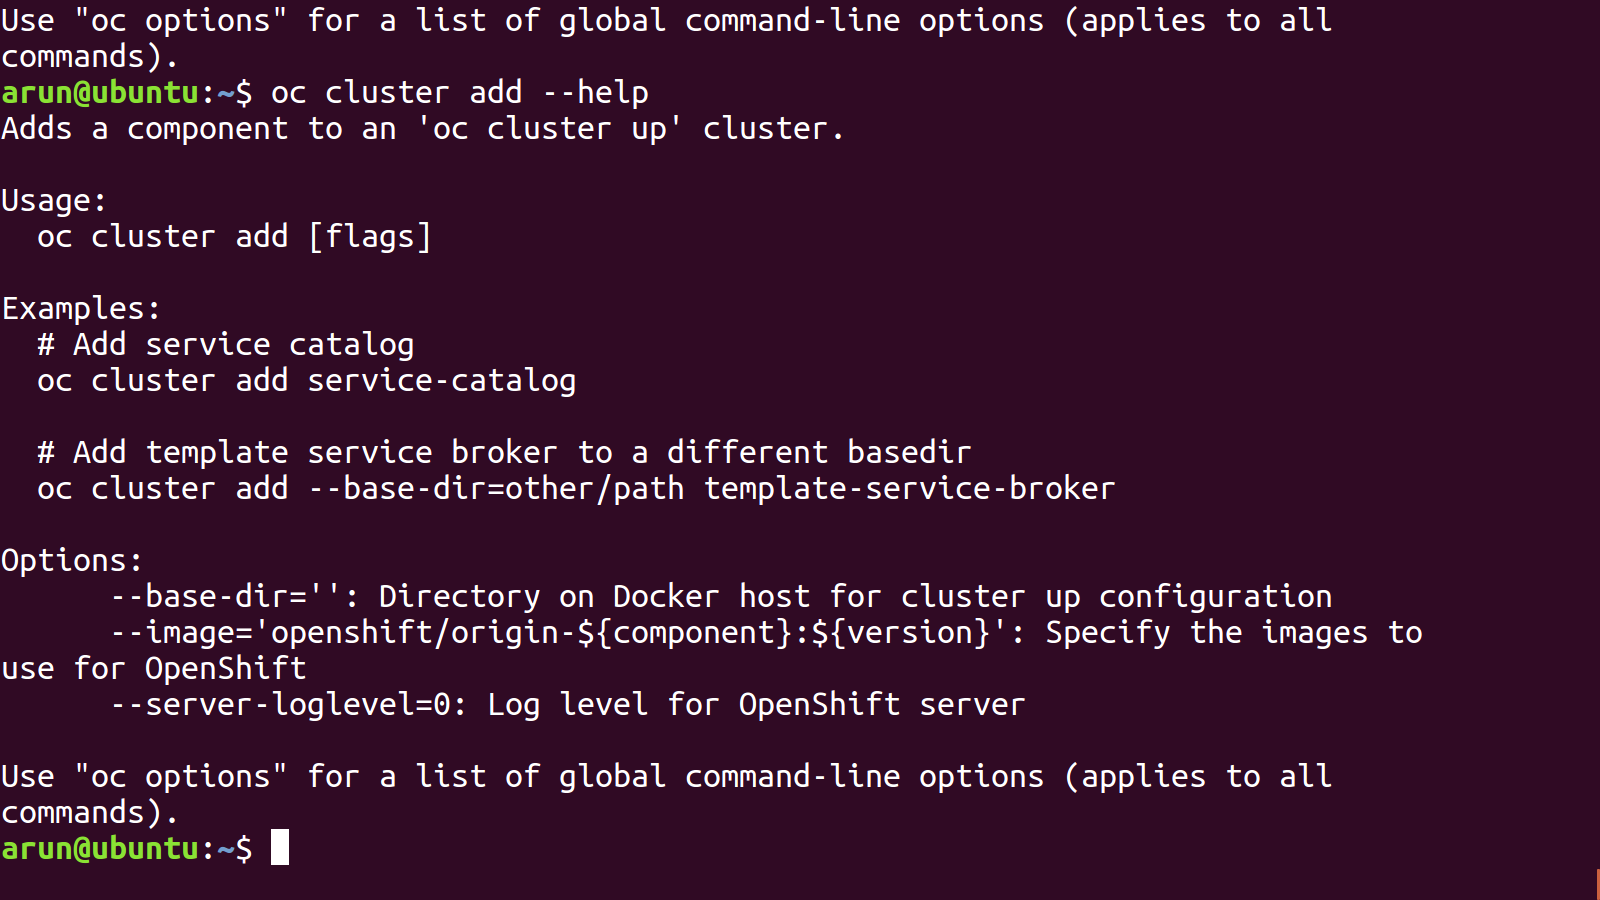 Use "oc options" for a list of global command-line options (applies to all
commands).
arun@ubuntu:~$ oc cluster add --help
Adds a component to an 'oc cluster up' cluster.

Usage:
  oc cluster add [flags]

Examples:
  # Add service catalog
  oc cluster add service-catalog

  # Add template service broker to a different basedir
  oc cluster add --base-dir=other/path template-service-broker

Options:
      --base-dir='': Directory on Docker host for cluster up configuration
      --image='openshift/origin-${component}:${version}': Specify the images to
use for OpenShift
      --server-loglevel=0: Log level for OpenShift server

Use "oc options" for a list of global command-line options (applies to all
commands).
arun@ubuntu:~$